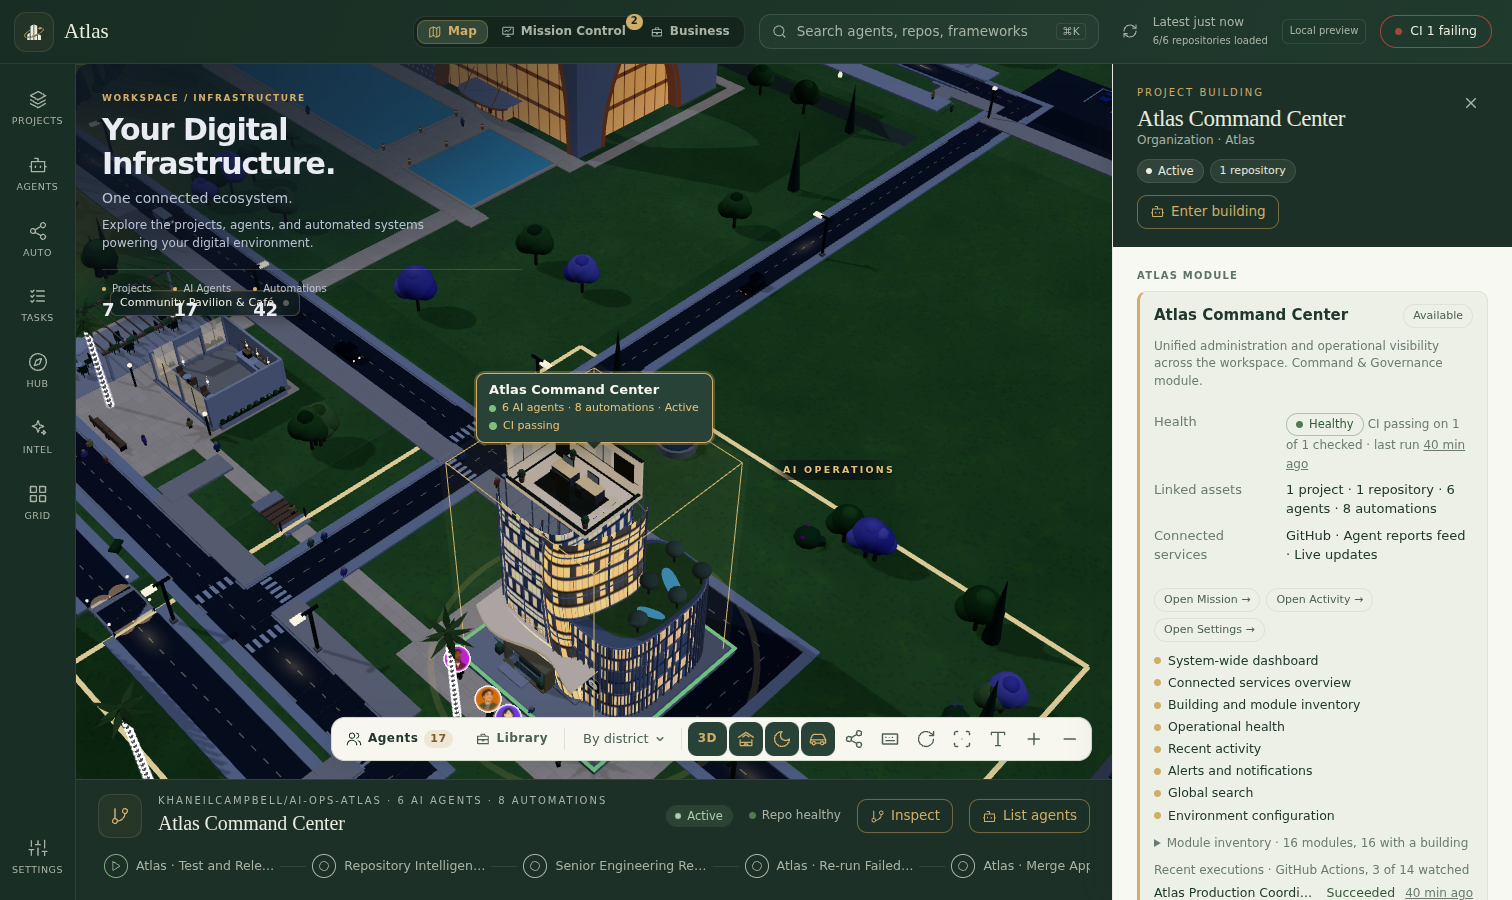 Atlas
Map
Mission Control
2
Business
Search agents, repos, frameworks
⌘K
Latest just now
6/6 repositories loaded
Local preview
CI 1 failing
PROJECTS
AGENTS
AUTO
TASKS
HUB
INTEL
GRID
SETTINGS
WORKSPACE / INFRASTRUCTURE
Your Digital
Infrastructure.
One connected ecosystem.
Explore the projects, agents, and automated systems
powering your digital environment.
Projects
AI Agents
Automations
Community Pavilion & Café
7
17
42
Atlas Command Center
6 AI agents · 8 automations · Active
CI passing
AI OPERATIONS
Agents 17
Library
By district
3D
KHANEILCAMPBELL/AI-OPS-ATLAS · 6 AI AGENTS · 8 AUTOMATIONS
Atlas Command Center
Active
Repo healthy
Inspect
List agents
Atlas · Test and Rele…
Repository Intelligen…
Senior Engineering Re…
Atlas · Re-run Failed…
Atlas · Merge App
PROJECT BUILDING
Atlas Command Center
Organization · Atlas
Active
1 repository
Enter building
ATLAS MODULE
Atlas Command Center
Available
Unified administration and operational visibility
across the workspace. Command & Governance
module.
Health
Healthy CI passing on 1
of 1 checked · last run 40 min
ago
Linked assets
1 project · 1 repository · 6
agents · 8 automations
Connected
services
GitHub · Agent reports feed
· Live updates
Open Mission →
Open Activity →
Open Settings →
System-wide dashboard
Connected services overview
Building and module inventory
Operational health
Recent activity
Alerts and notifications
Global search
Environment configuration
Module inventory · 16 modules, 16 with a building
Recent executions · GitHub Actions, 3 of 14 watched
Atlas Production Coordi… Succeeded 40 min ago